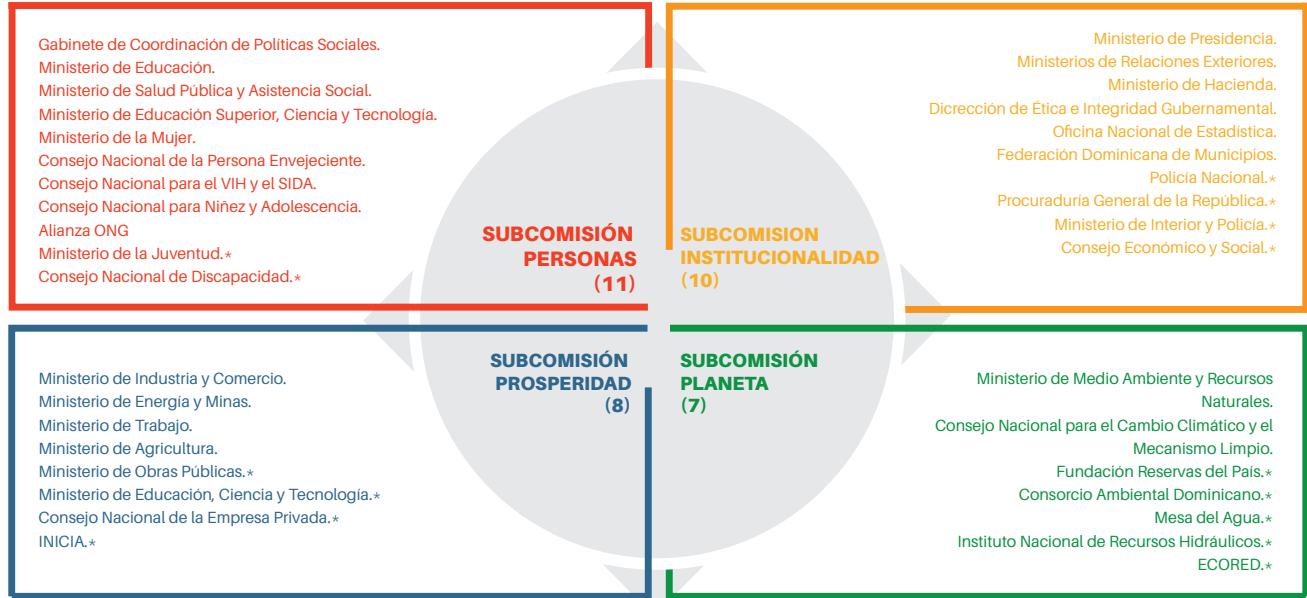 Gabinete de Coordinación de Políticas Sociales.
Ministerio de Educación.
Ministerio de Salud Pública y Asistencia Social.
Ministerio de Educación Superior, Ciencia y Tecnología.
Ministerio de la Mujer.
Consejo Nacional de la Persona Envejeciente.
Consejo Nacional para el VIH y el SIDA.
Consejo Nacional para Niñez y Adolescencia.
Alianza ONG
Ministerio de la Juventud.*
Consejo Nacional de Discapacidad.*
SUBCOMISIÓN
PERSONAS
(11)
Ministerio de Presidencia.
Ministerios de Relaciones Exteriores.
Ministerio de Hacienda.
Dicrección de Ética e Integridad Gubernamental.
Oficina Nacional de Estadística.
Federación Dominicana de Municipios.
Policía Nacional.*
Procuraduría General de la República.*
Ministerio de Interior y Policía.*
Consejo Económico y Social.*
SUBCOMISION
INSTITUCIONALIDAD
(10)
SUBCOMISIÓN
PROSPERIDAD
(8)
Ministerio de Industria y Comercio.
Ministerio de Energía y Minas.
Ministerio de Trabajo.
Ministerio de Agricultura.
Ministerio de Obras Públicas.*
Ministerio de Educación, Ciencia y Tecnología.*
Consejo Nacional de la Empresa Privada.*
INICIA.*
SUBCOMISIÓN
PLANETA
(7)
Ministerio de Medio Ambiente y Recursos
Naturales.
Consejo Nacional para el Cambio Climático y el
Mecanismo Limpio.
Fundación Reservas del País.*
Consorcio Ambiental Dominicano.*
Mesa del Agua.*
Instituto Nacional de Recursos Hidráulicos.*
ECORED.*